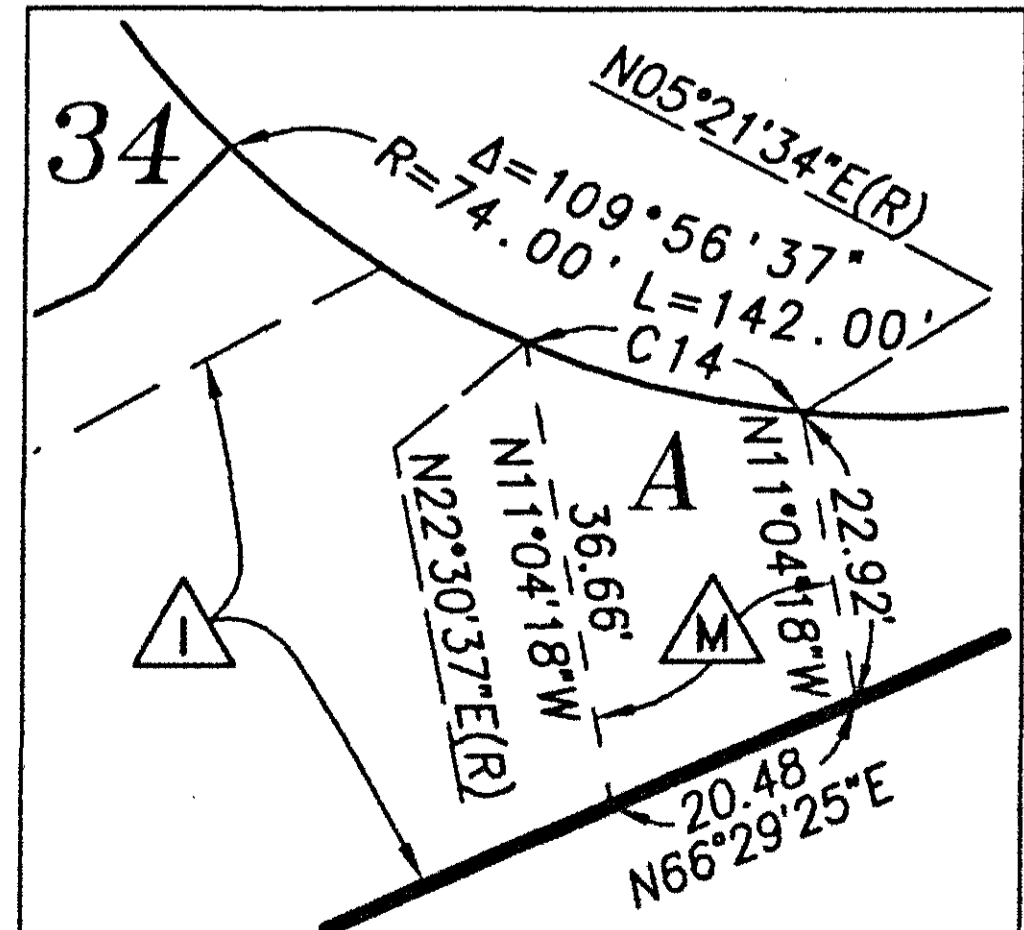 34
N05°21'34"E(R)
Δ=109°56'37"
R=74.00'
L=142.00'
C14
A
N22°30'37"E(R)
N11°04'18"W
36.66'
N11°04'18"W
22.92'
I
M
20.48
N66°29'25"E